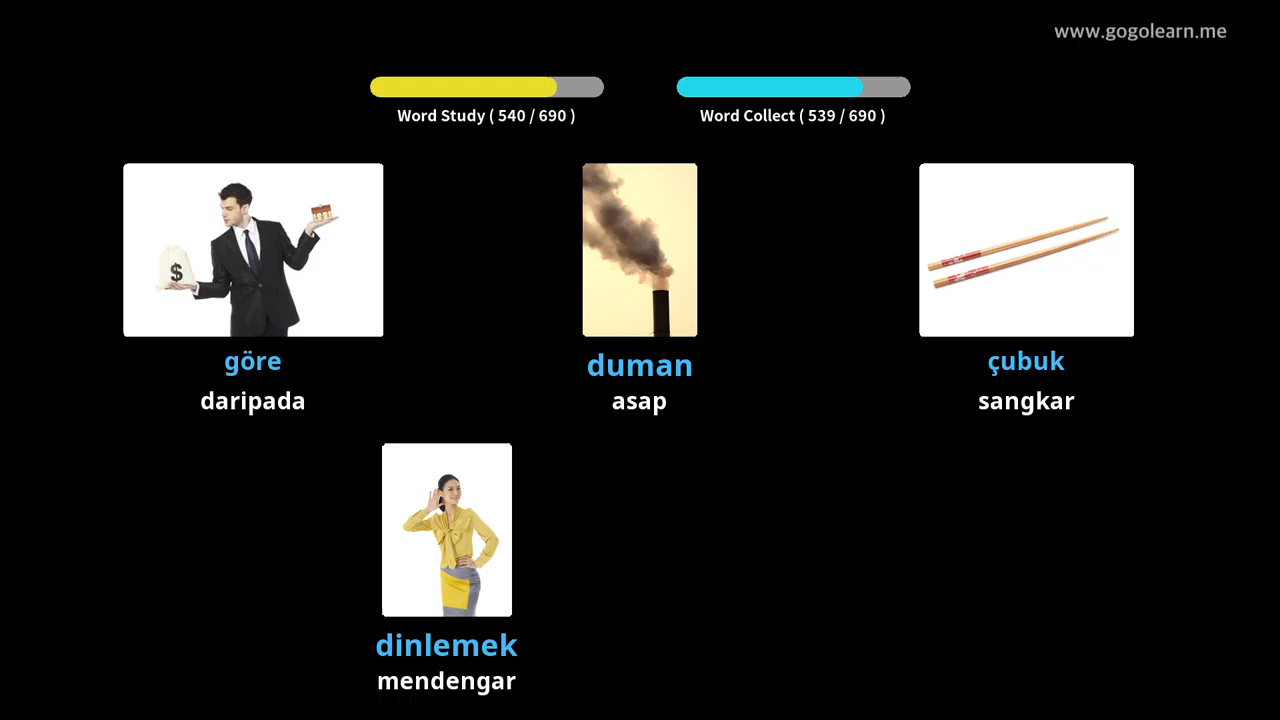 www.gogolearn.me
Word Study ( 540 / 690 )
Word Collect ( 539 / 690 )
$
göre
duman
çubuk
daripada
asap
sangkar
dinlemek
mendengar